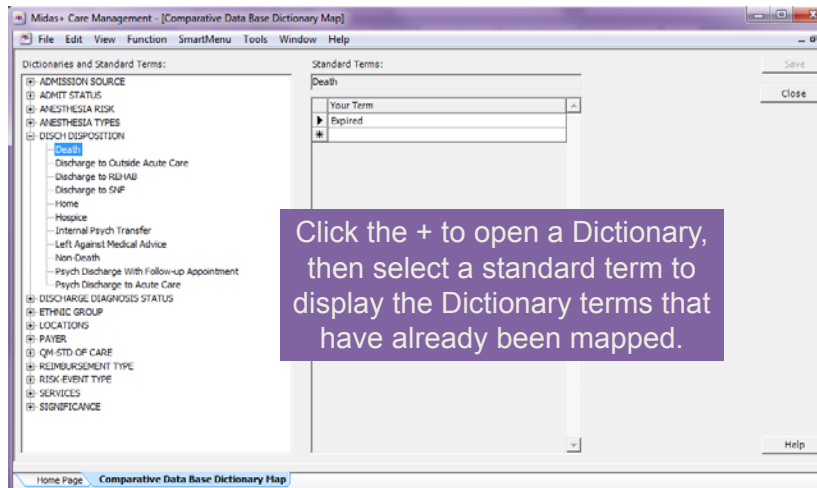 Midas+ Care Management - [Comparative Data Base Dictionary Map]
File Edit View Function SmartMenu Tools Window Help
Dictionaries and Standard Terms:
ADMISSION SOURCE
ADMIT STATUS
ANESTHESIA RISK
ANESTHESIA TYPES
DISCH DISPOSITION
Death
Discharge to Outside Acute Care
Discharge to REHAB
Discharge to SNF
Home
Hospice
Internal Psych Transfer
Left Against Medical Advice
Non-Death
Psych Discharge With Follow-up Appointment
Psych Discharge to Acute Care
DISCHARGE DIAGNOSIS STATUS
ETHNIC GROUP
LOCATIONS
PAYER
QM-STD OF CARE
REIMBURSEMENT TYPE
RISK-EVENT TYPE
SERVICES
SIGNIFICANCE
Standard Terms:
Death
Your Term
Expired
Save
Close
Click the + to open a Dictionary,
then select a standard term to
display the Dictionary terms that
have already been mapped.
Help
Home Page Comparative Data Base Dictionary Map